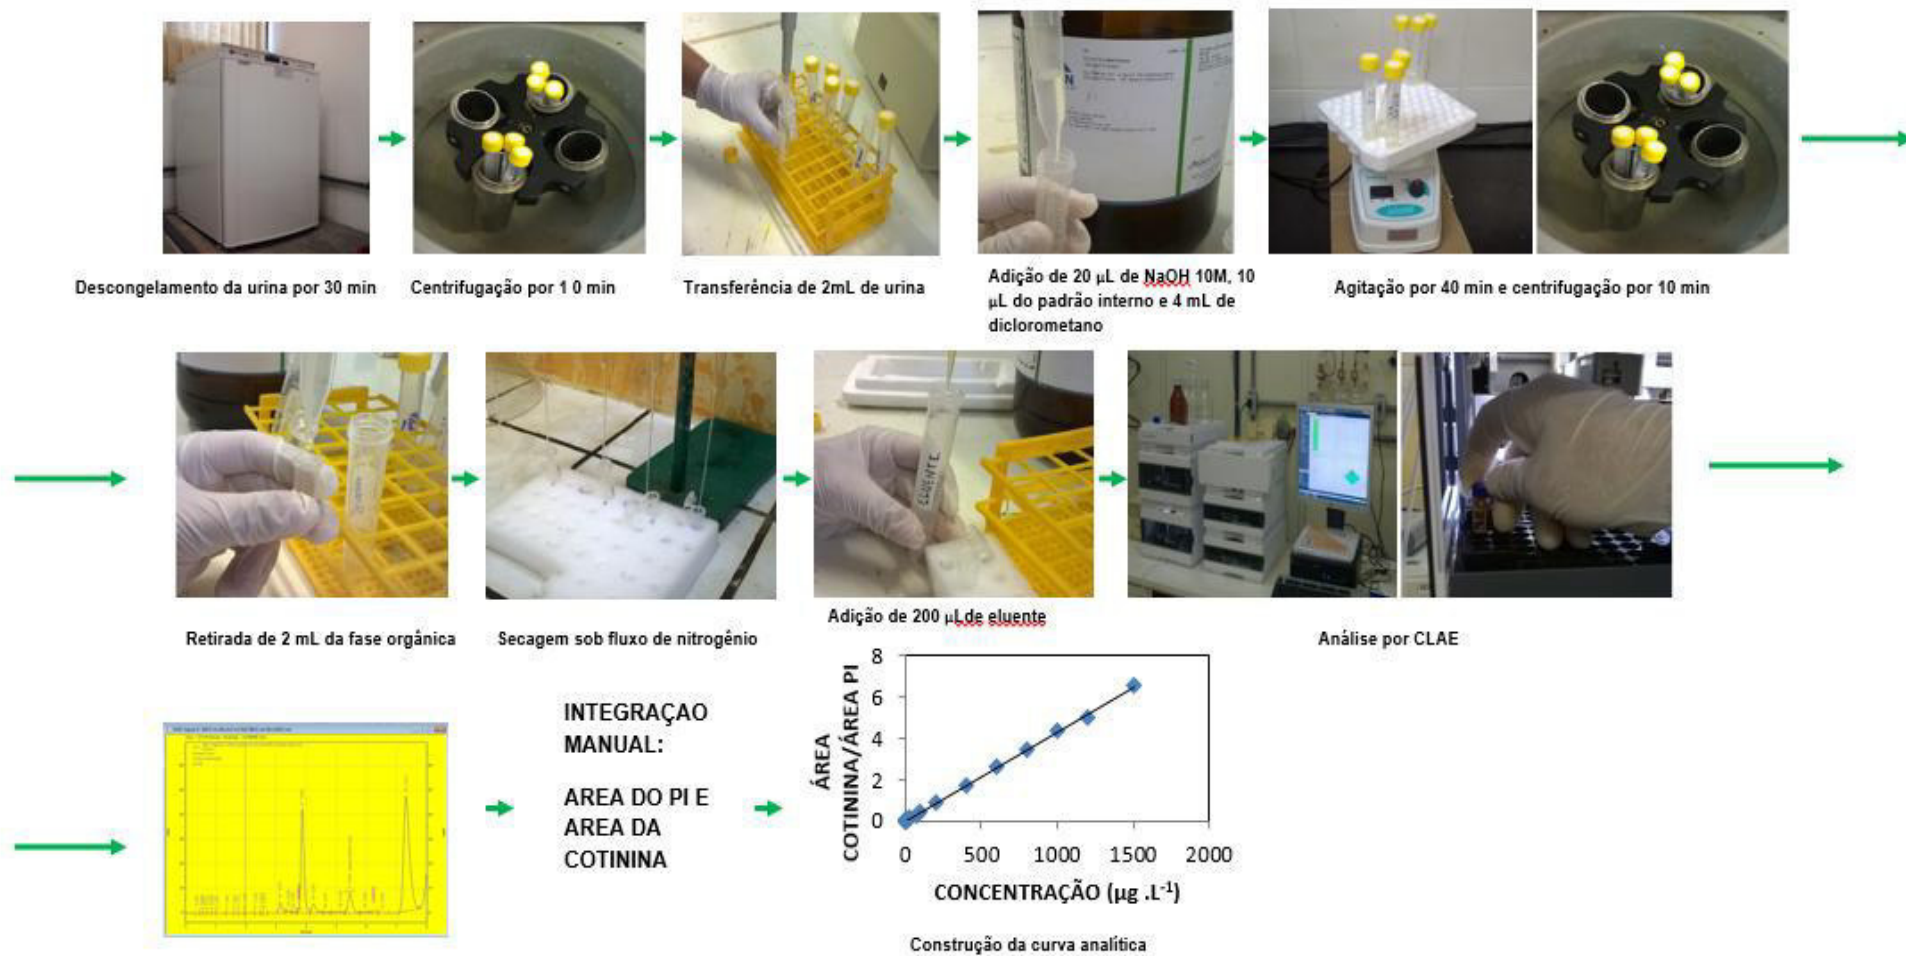 Descongelamento da urina por 30 min
Centrifugação por 1 0 min
Transferência de 2mL de urina
Adição de 20 µL de NaOH 10M, 10
µL do padrão interno e 4 mL de
diclorometano
Agitação por 40 min e centrifugação por 10 min
ELUENTE
Retirada de 2 mL da fase orgânica
Secagem sob fluxo de nitrogênio
Adição de 200 µLde eluente
Análise por CLAE
INTEGRAÇAO
MANUAL:
AREA DO PI E
AREA DA
COTININA
ÁREA
COTININA/ÁREA PI
8
6
4
2
0
0 500 1000 1500 2000
CONCENTRAÇÃO (µg .L⁻¹)
Construção da curva analítica